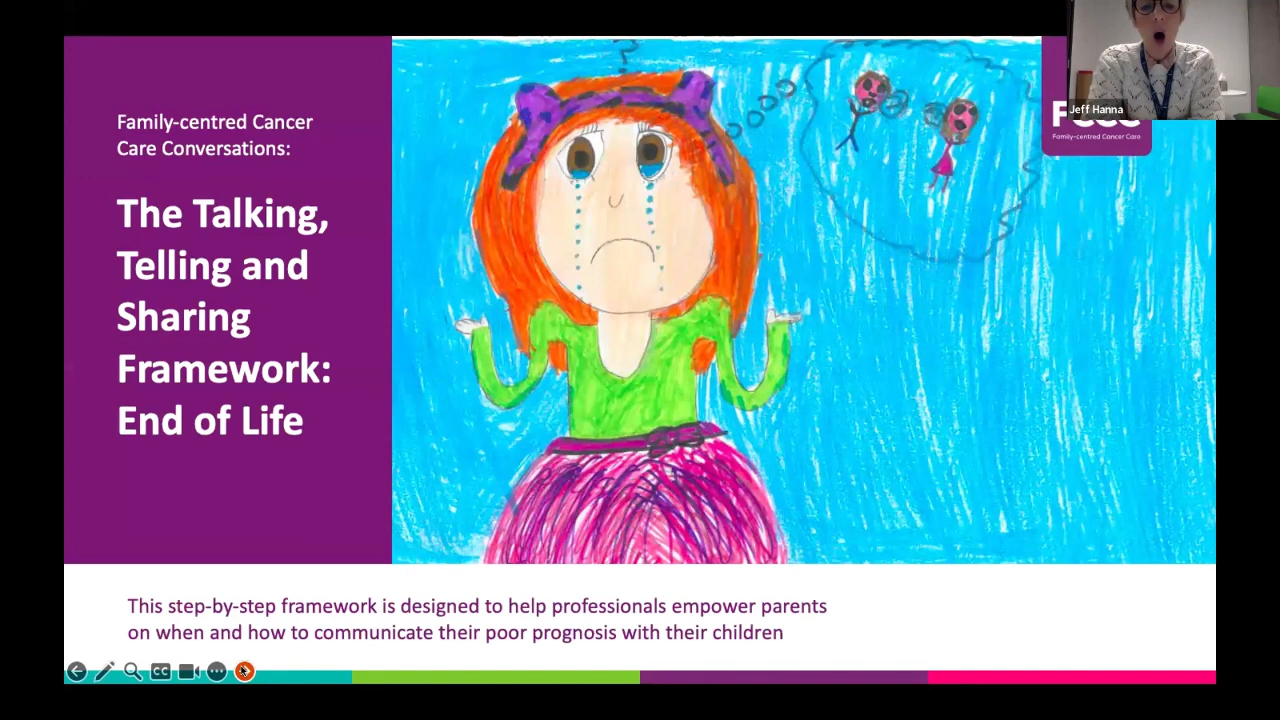 Family-centred Cancer
Care Conversations:
The Talking,
Telling and
Sharing
Framework:
End of Life
Jeff Hanna
Family-centred Cancer Care
This step-by-step framework is designed to help professionals empower parents
on when and how to communicate their poor prognosis with their children
CC